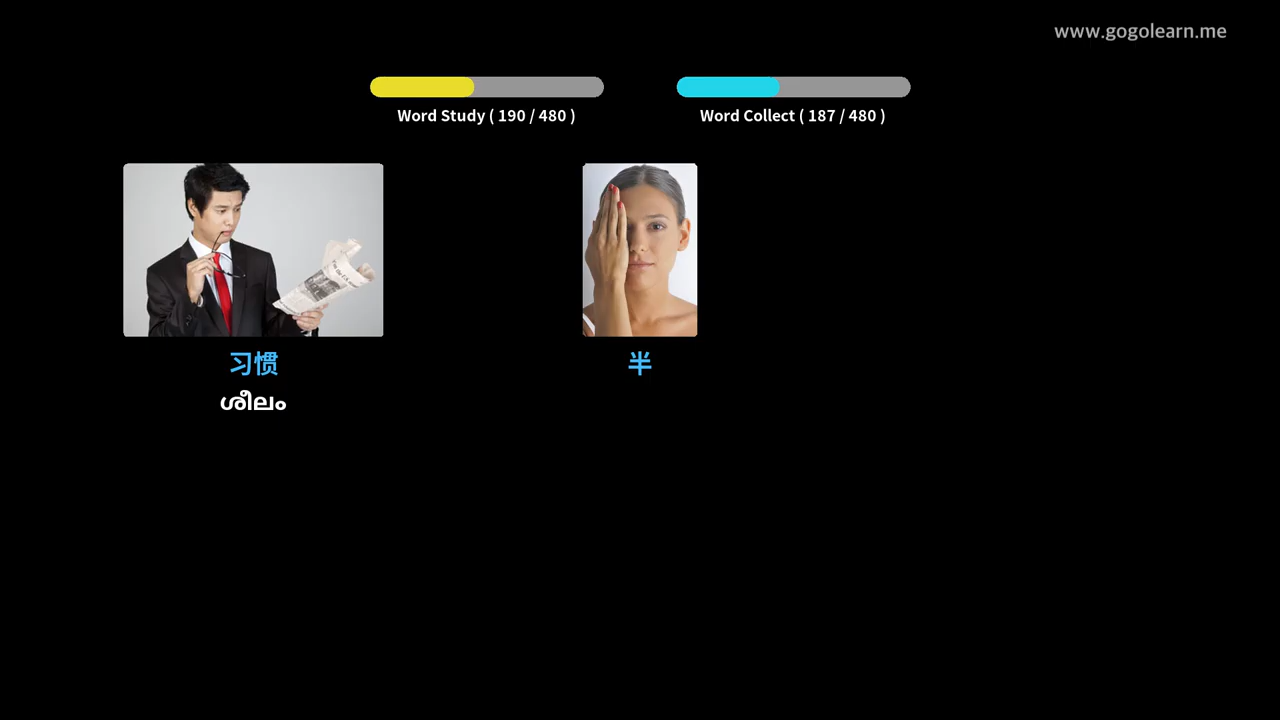 www.gogolearn.me
Word Study ( 190 / 480 )
Word Collect ( 187 / 480 )
习惯
半
ശീലം